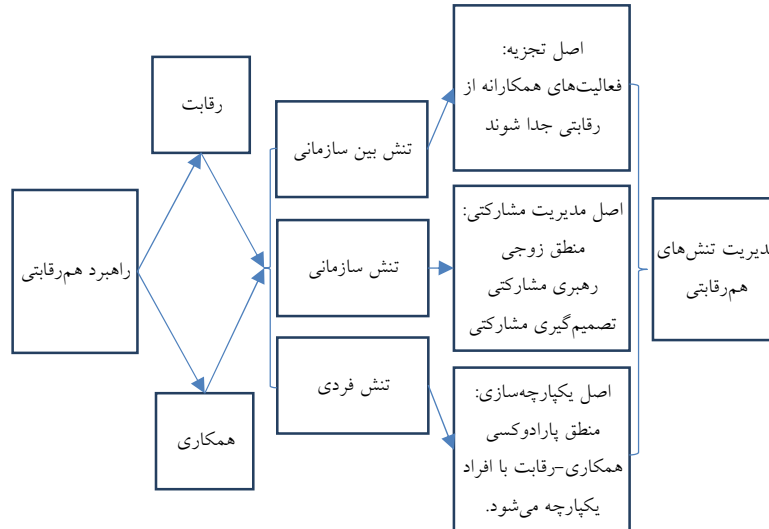 راهبرد هم‌رقابتی
رقابت
همکاری
تنش بین سازمانی
تنش سازمانی
تنش فردی
اصل تجزیه:
فعالیت‌های همکارانه از
رقابتی جدا شوند
اصل مدیریت مشارکتی:
منطق زوجی
رهبری مشارکتی
تصمیم‌گیری مشارکتی
اصل یکپارچه‌سازی:
منطق پارادوکسی
همکاری-رقابت با افراد
یکپارچه می‌شود.
مدیریت تنش‌های
هم‌رقابتی